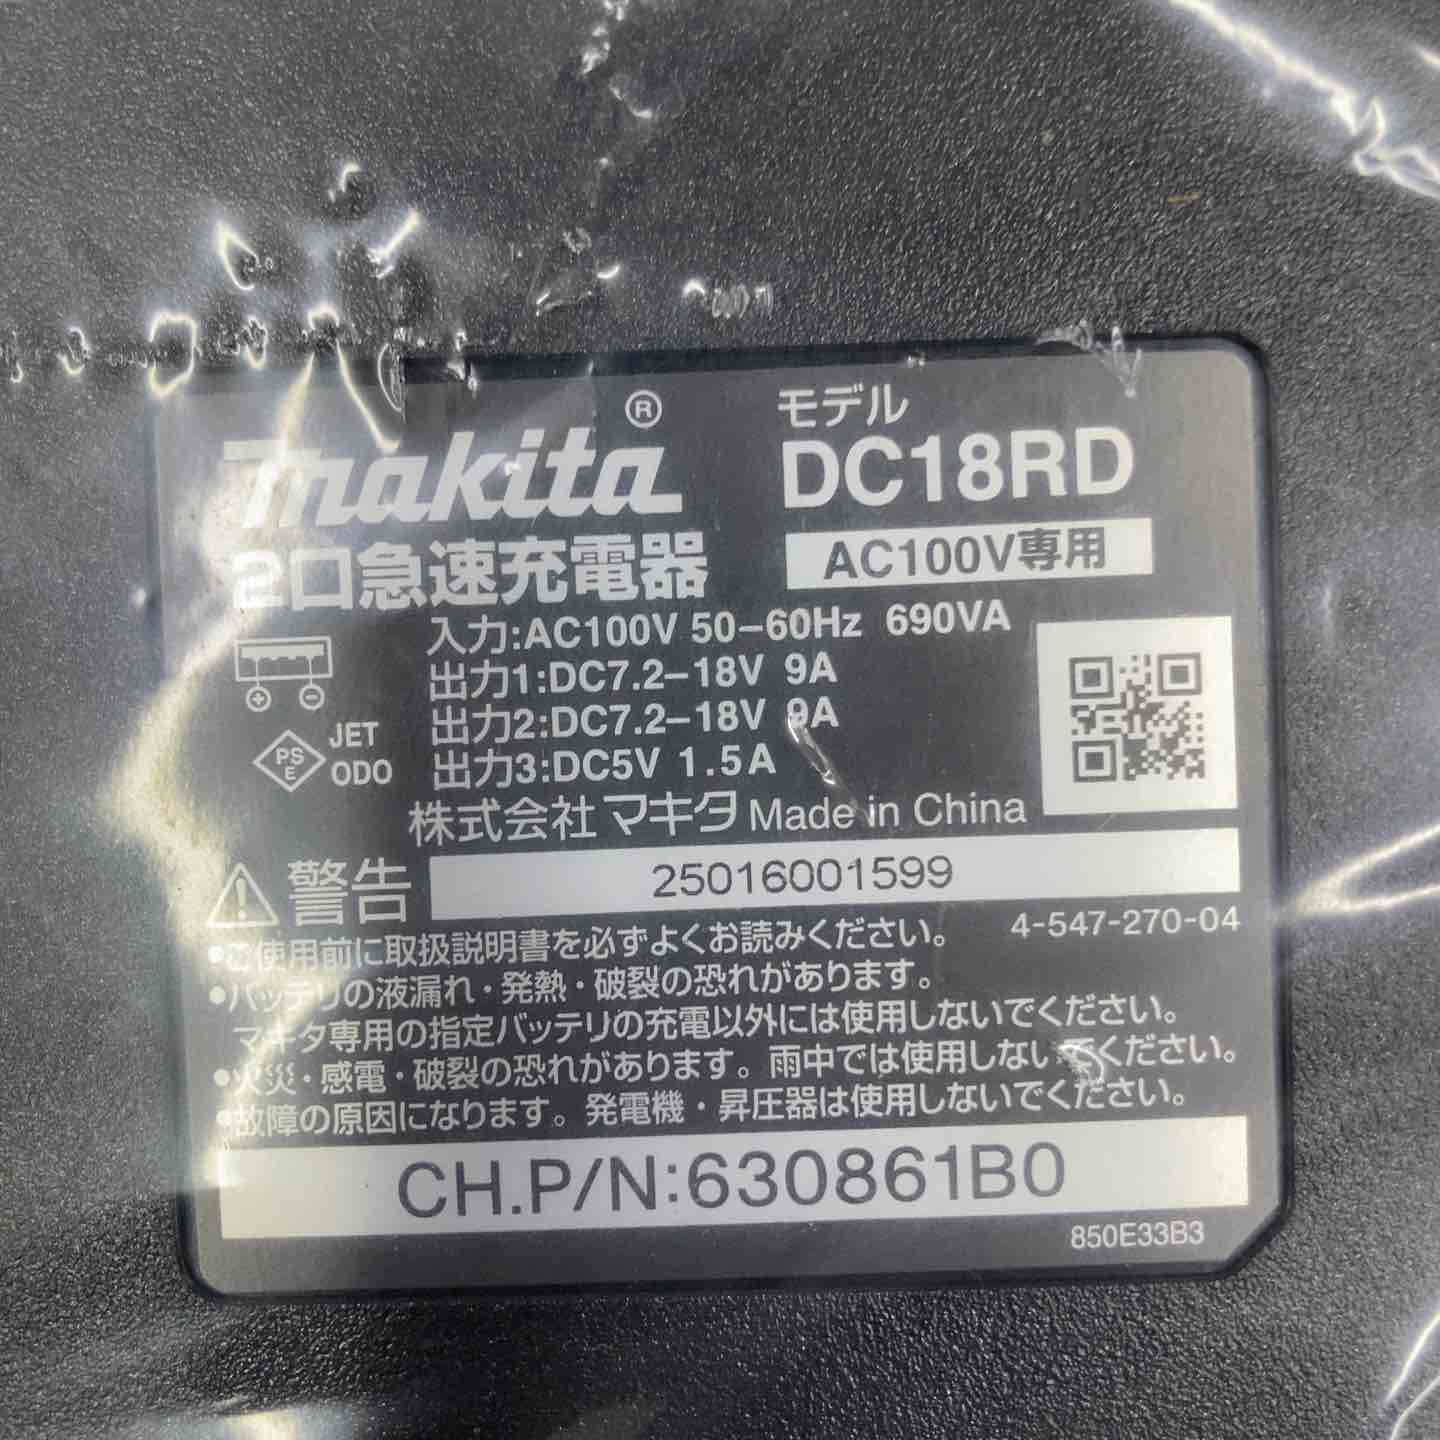 makita®
モデル
DC18RD
2口急速充電器
AC100V専用
入力:AC100V 50–60Hz 690VA
出力1:DC7.2–18V 9A
出力2:DC7.2–18V 9A
出力3:DC5V 1.5A
PSE
JET
ODO
株式会社マキタ Made in China
警告
25016001599
4-547-270-04
●ご使用前に取扱説明書を必ずよくお読みください。
●バッテリの液漏れ・発熱・破裂の恐れがあります。
マキタ専用の指定バッテリの充電以外には使用しないでください。
●火災・感電・破裂の恐れがあります。雨中では使用しないでください。
●故障の原因になります。発電機・昇圧器は使用しないでください。
CH.P/N:630861B0
850E33B3